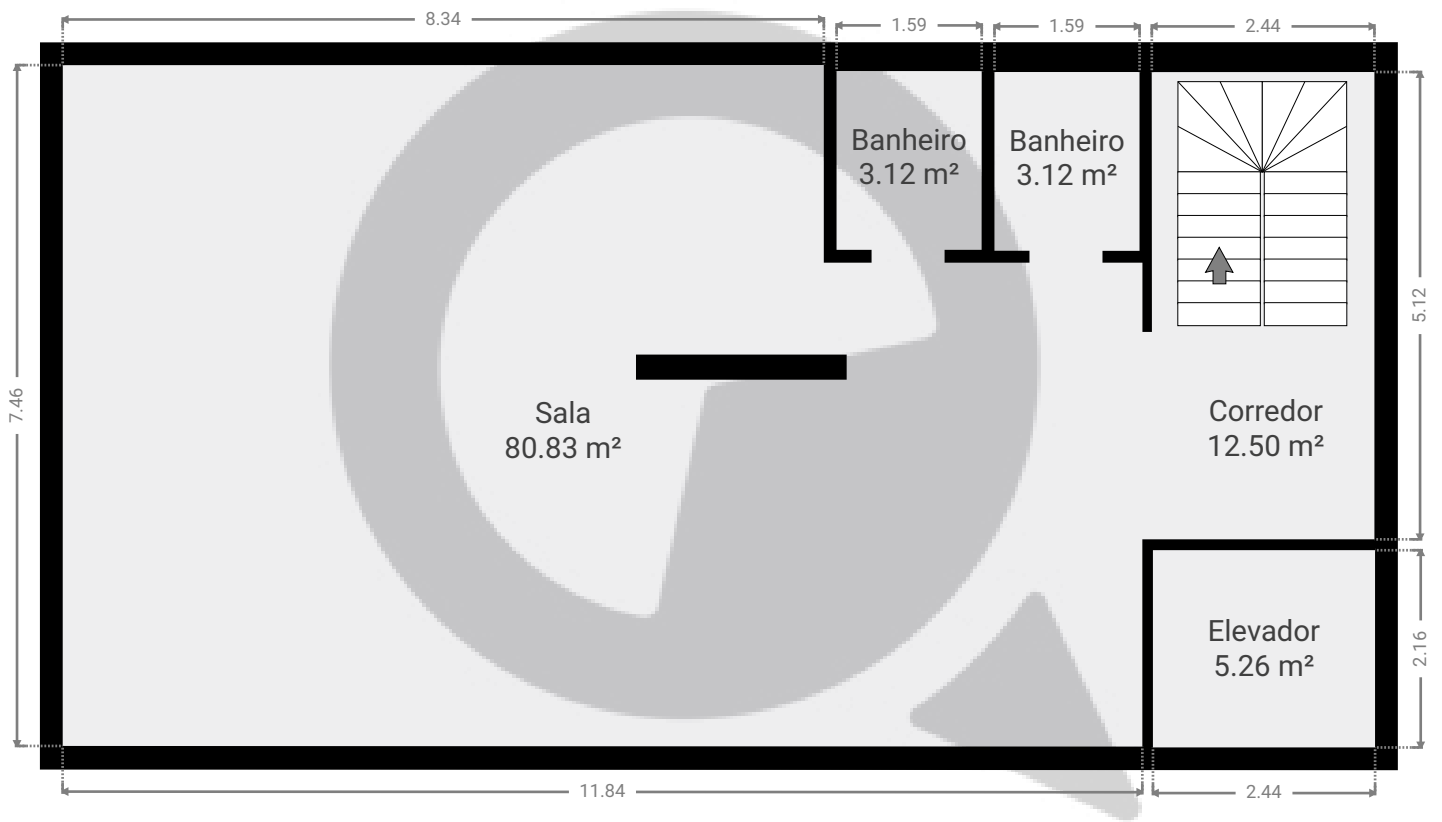 8.34
1.59
1.59
2.44
Banheiro
3.12 m²
Banheiro
3.12 m²
5.12
7.46
Sala
80.83 m²
Corredor
12.50 m²
Elevador
5.26 m²
2.16
11.84
2.44